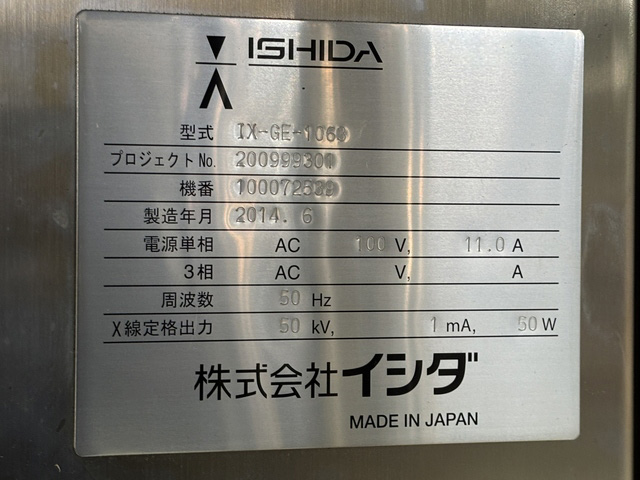 ISHIDA
型式 IX-GE-1060
プロジェクトNo. 200999301
機番
製造年月 2014. 6
電源単相 AC 100 V, 11.0 A
3相 AC V, A
周波数 50 Hz
X線定格出力 50 kV, 1 mA, 50 W
株式会社イシダ
MADE IN JAPAN